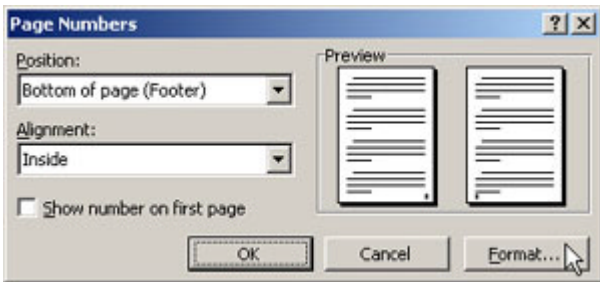 Page Numbers
Position:
Bottom of page (Footer)
Alignment:
Inside
Show number on first page
Preview
OK
Cancel
Format...